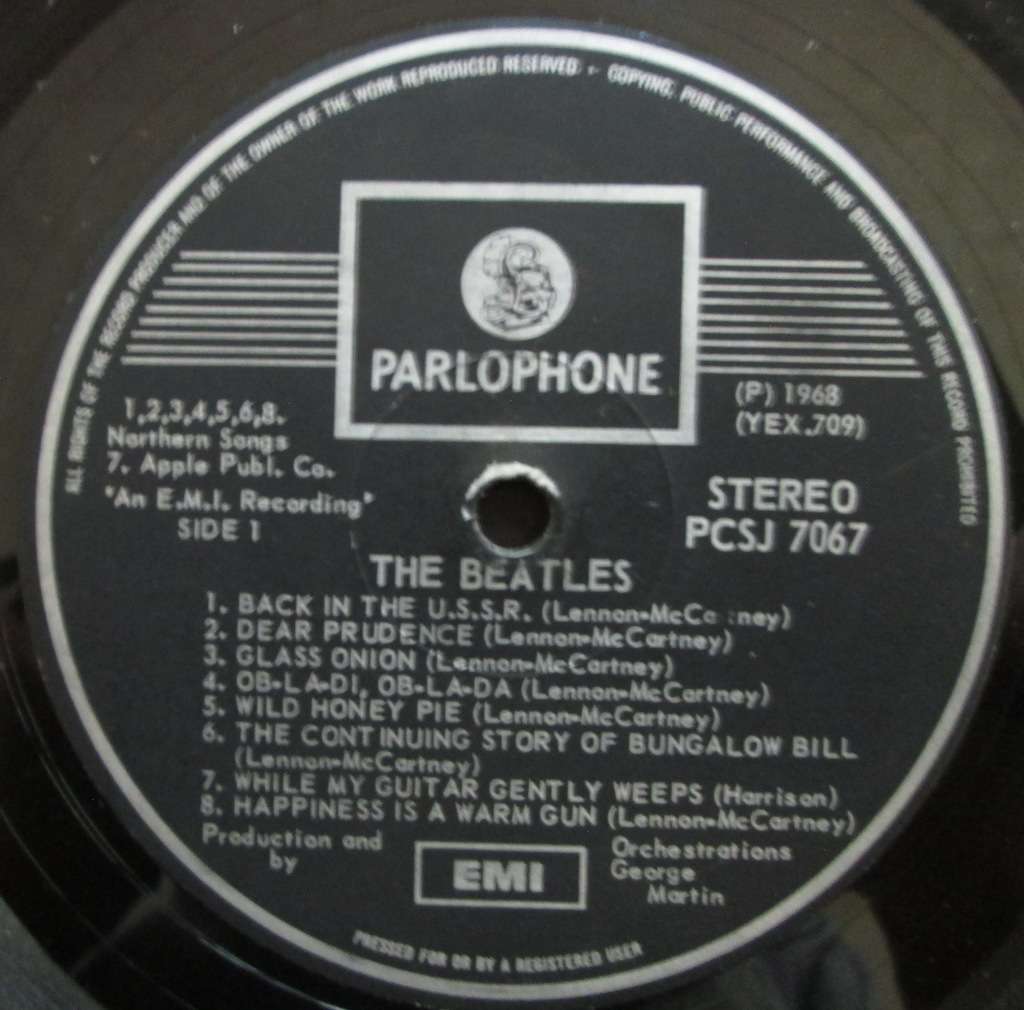 ALL RIGHTS OF THE RECORD PRODUCER AND OF THE OWNER OF THE WORK REPRODUCED RESERVED - COPYING, PUBLIC PERFORMANCE AND BROADCASTING OF THIS RECORD PROHIBITED
PARLOPHONE
(P) 1968
(YEX.709)
1,2,3,4,5,6,8.
Northern Songs
7. Apple Publ. Co.
"An E.M.I. Recording"
SIDE 1
STEREO
PCSJ 7067
THE BEATLES
1. BACK IN THE U.S.S.R. (Lennon-McCartney)
2. DEAR PRUDENCE (Lennon-McCartney)
3. GLASS ONION (Lennon-McCartney)
4. OB-LA-DI, OB-LA-DA (Lennon-McCartney)
5. WILD HONEY PIE (Lennon-McCartney)
6. THE CONTINUING STORY OF BUNGALOW BILL
(Lennon-McCartney)
7. WHILE MY GUITAR GENTLY WEEPS (Harrison)
8. HAPPINESS IS A WARM GUN (Lennon-McCartney)
Production and Orchestrations
by George
Martin
EMI
PRESSED FOR OR BY A REGISTERED USER